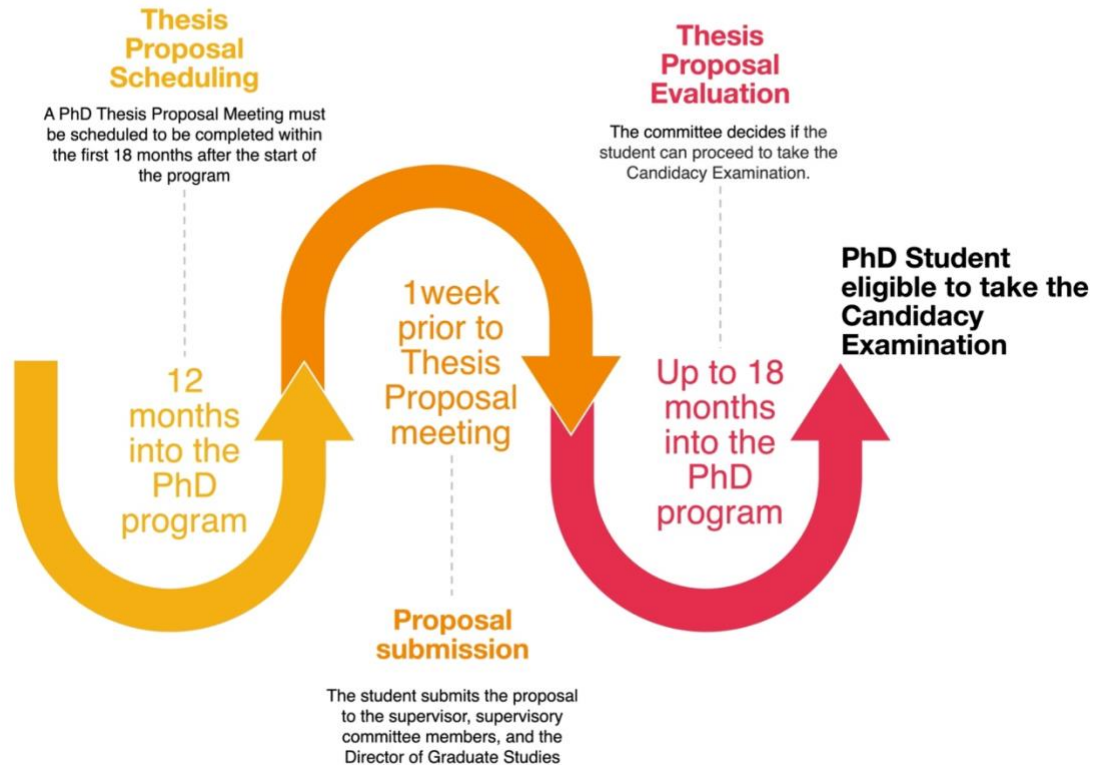 Thesis
Proposal
Scheduling
A PhD Thesis Proposal Meeting must
be scheduled to be completed within
the first 18 months after the start of
the program
12
months
into the
PhD
program
1week
prior to
Thesis
Proposal
meeting
Proposal
submission
The student submits the proposal
to the supervisor, supervisory
committee members, and the
Director of Graduate Studies
Thesis
Proposal
Evaluation
The committee decides if the
student can proceed to take the
Candidacy Examination.
Up to 18
months
into the
PhD
program
PhD Student
eligible to take the
Candidacy
Examination